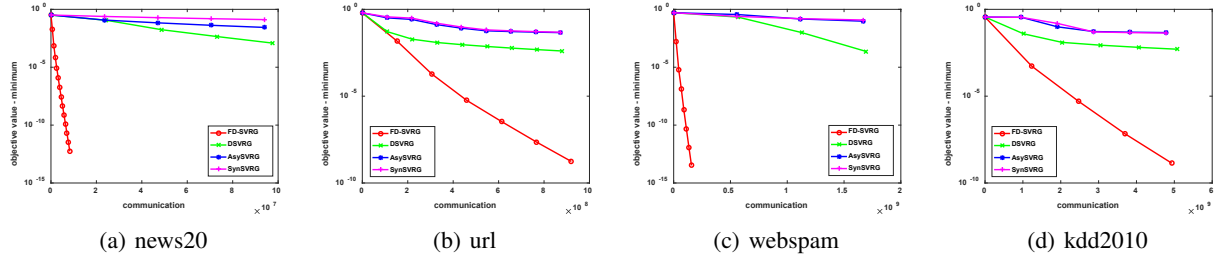 10^0
10^-5
10^-10
10^-15
objective value - minimum
0 2 4 6 8 10
communication
×10^7
FD-SVRG
DSVRG
AsySVRG
SynSVRG
(a) news20
10^0
10^-5
10^-10
objective value - minimum
0 2 4 6 8 10
communication
×10^8
FD-SVRG
DSVRG
AsySVRG
SynSVRG
(b) url
10^0
10^-5
10^-10
10^-15
objective value - minimum
0 0.5 1 1.5 2
communication
×10^9
FD-SVRG
DSVRG
AsySVRG
SynSVRG
(c) webspam
10^0
10^-5
10^-10
objective value - minimum
0 1 2 3 4 5 6
communication
×10^9
FD-SVRG
DSVRG
AsySVRG
SynSVRG
(d) kdd2010